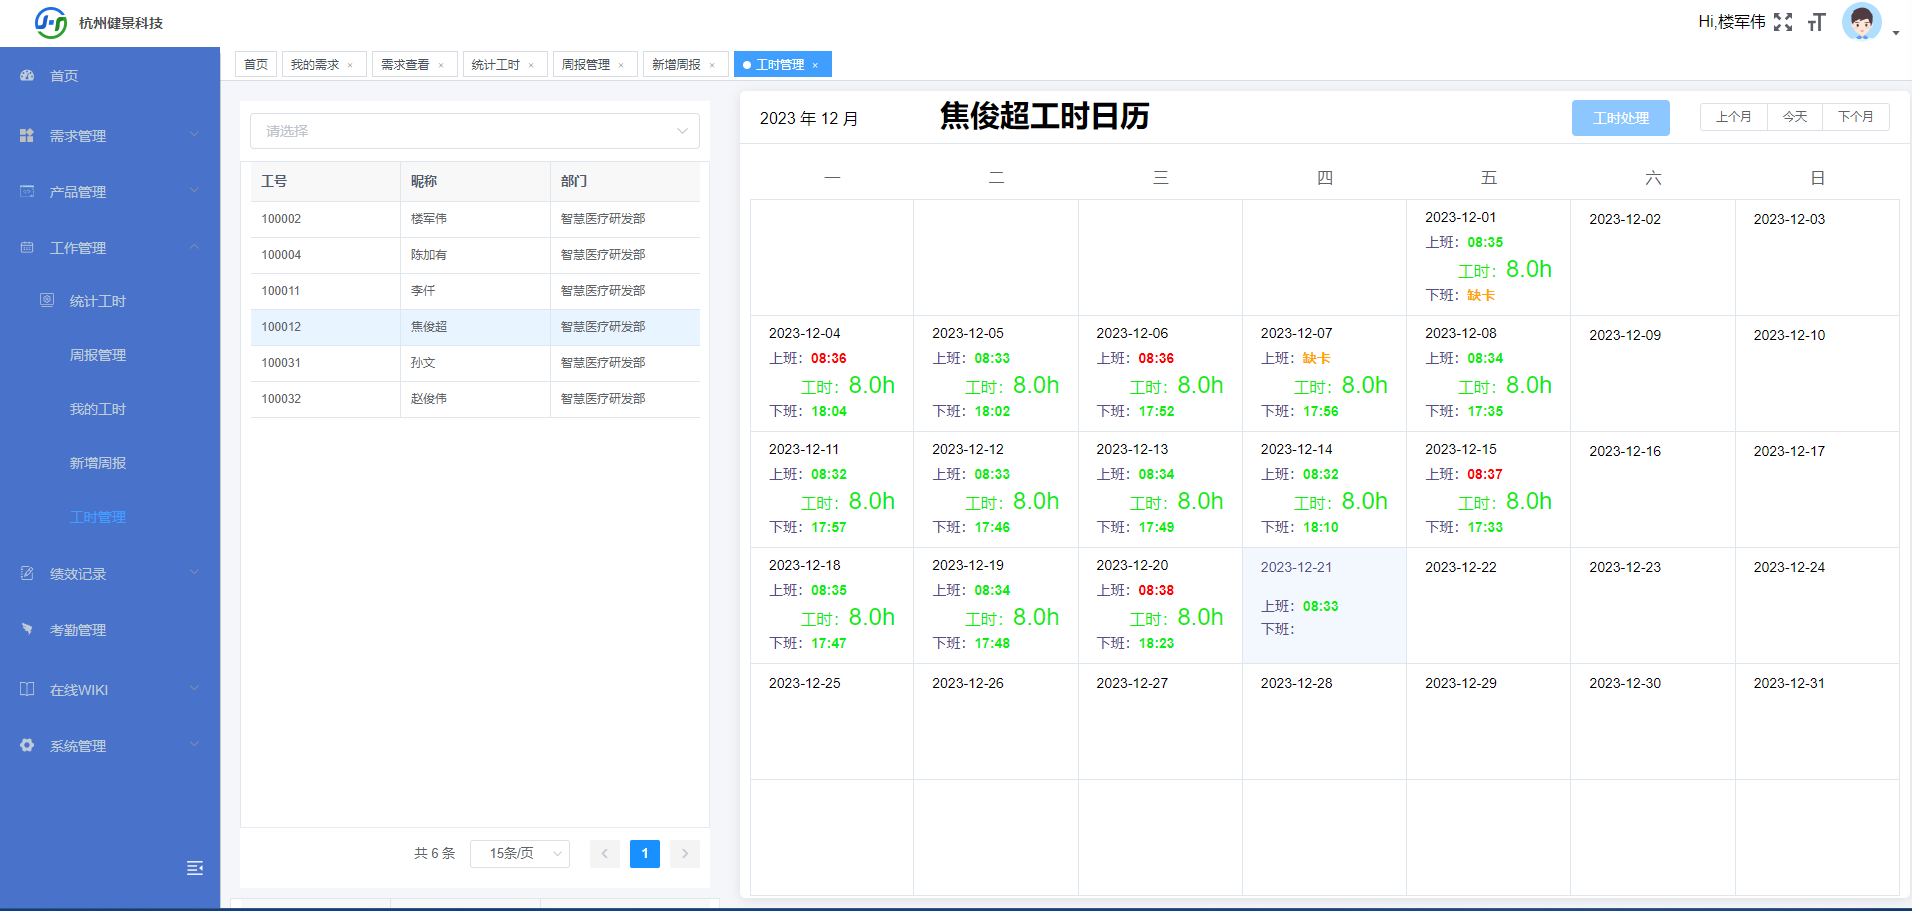 杭州健景科技
Hi,楼军伟
首页
需求管理
产品管理
工作管理
统计工时
周报管理
我的工时
新增周报
工时管理
绩效记录
考勤管理
在线WIKI
系统管理
首页 我的需求 × 需求查看 × 统计工时 × 周报管理 × 新增周报 × 工时管理 ×
请选择
工号 昵称 部门
100002 楼军伟 智慧医疗研发部
100004 陈加有 智慧医疗研发部
100011 李仟 智慧医疗研发部
100012 焦俊超 智慧医疗研发部
100031 孙文 智慧医疗研发部
100032 赵俊伟 智慧医疗研发部
共 6 条 15条/页 1
2023 年 12 月 焦俊超工时日历 工时处理 上个月 今天 下个月
一 二 三 四 五 六 日
2023-12-01 2023-12-02 2023-12-03
上班：08:35
工时：8.0h
下班：缺卡
2023-12-04 2023-12-05 2023-12-06 2023-12-07 2023-12-08 2023-12-09 2023-12-10
上班：08:36 上班：08:33 上班：08:36 上班：缺卡 上班：08:34
工时：8.0h 工时：8.0h 工时：8.0h 工时：8.0h 工时：8.0h
下班：18:04 下班：18:02 下班：17:52 下班：17:56 下班：17:35
2023-12-11 2023-12-12 2023-12-13 2023-12-14 2023-12-15 2023-12-16 2023-12-17
上班：08:32 上班：08:33 上班：08:34 上班：08:32 上班：08:37
工时：8.0h 工时：8.0h 工时：8.0h 工时：8.0h 工时：8.0h
下班：17:57 下班：17:46 下班：17:49 下班：18:10 下班：17:33
2023-12-18 2023-12-19 2023-12-20 2023-12-21 2023-12-22 2023-12-23 2023-12-24
上班：08:35 上班：08:34 上班：08:38 上班：08:33
工时：8.0h 工时：8.0h 工时：8.0h
下班：17:47 下班：17:48 下班：18:23 下班：
2023-12-25 2023-12-26 2023-12-27 2023-12-28 2023-12-29 2023-12-30 2023-12-31